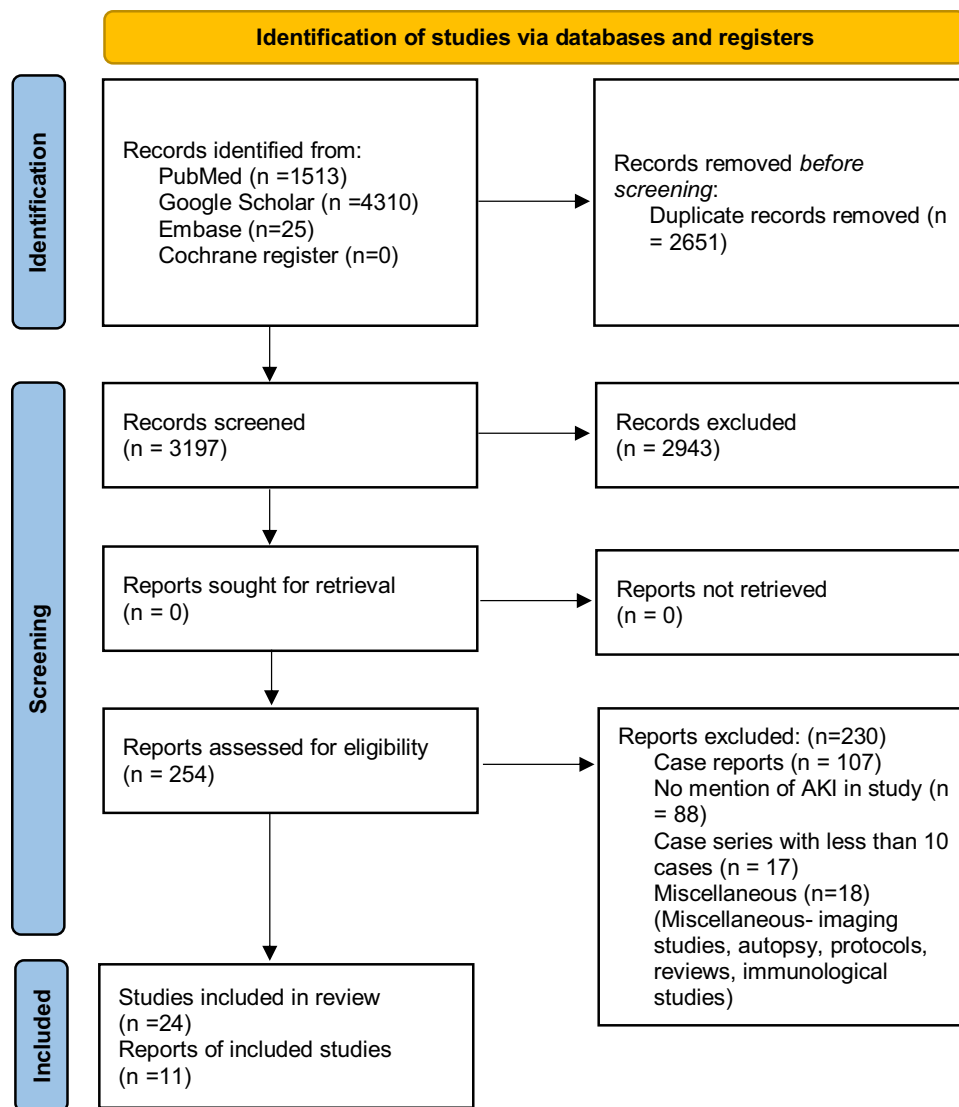 Identification of studies via databases and registers
Identification
Records identified from:
PubMed (n =1513)
Google Scholar (n =4310)
Embase (n=25)
Cochrane register (n=0)
Records removed before
screening:
Duplicate records removed (n
= 2651)
Screening
Records screened
(n = 3197)
Records excluded
(n = 2943)
Reports sought for retrieval
(n = 0)
Reports not retrieved
(n = 0)
Reports assessed for eligibility
(n = 254)
Reports excluded: (n=230)
Case reports (n = 107)
No mention of AKI in study (n
= 88)
Case series with less than 10
cases (n = 17)
Miscellaneous (n=18)
(Miscellaneous- imaging
studies, autopsy, protocols,
reviews, immunological
studies)
Included
Studies included in review
(n =24)
Reports of included studies
(n =11)